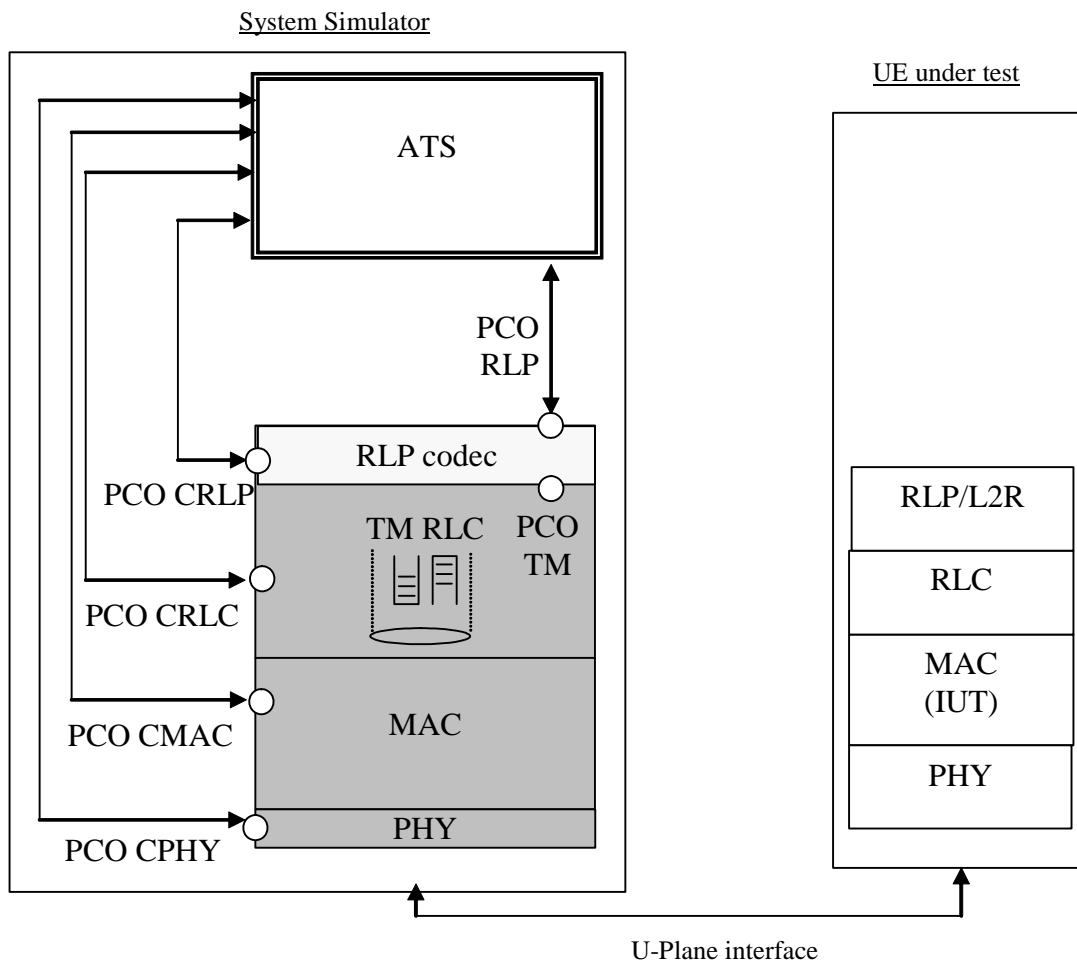 System Simulator
UE under test
ATS
PCO
RLP
RLP codec
PCO CRLP
TM RLC
PCO
TM
PCO CRLC
MAC
PCO CMAC
PHY
PCO CPHY
RLP/L2R
RLC
MAC
(IUT)
PHY
U-Plane interface